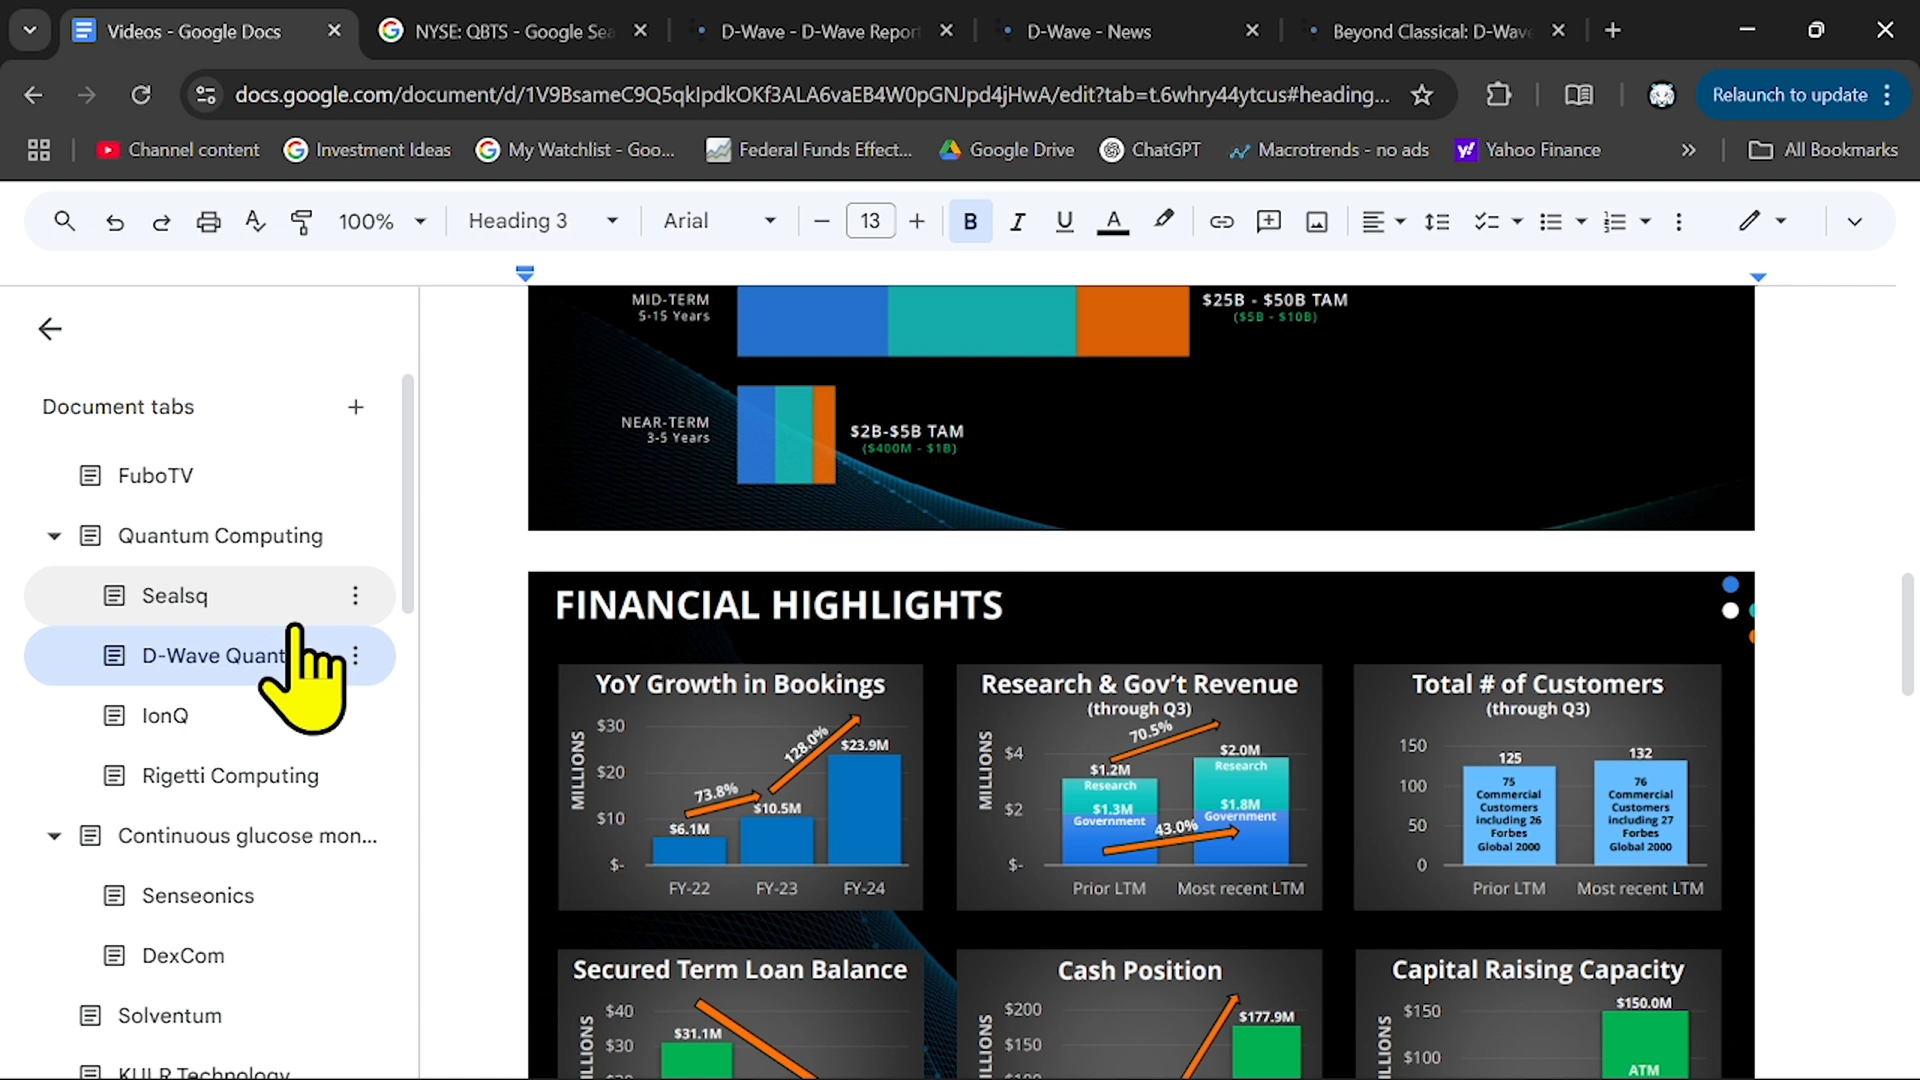 Videos - Google Docs
NYSE: QBTS - Google Sea
D-Wave - D-Wave Report
D-Wave - News
Beyond Classical: D-Wave
docs.google.com/document/d/1V9BsameC9Q5qkIpdkOKf3ALA6vaEB4W0pGNJpd4jHwA/edit?tab=t.6whry44ytcus#heading...
Relaunch to update
Channel content
Investment Ideas
My Watchlist - Goo...
Federal Funds Effect...
Google Drive
ChatGPT
Macrotrends - no ads
Yahoo Finance
All Bookmarks
100%
Heading 3
Arial
13
Document tabs
FuboTV
Quantum Computing
Sealsq
D-Wave Quant
IonQ
Rigetti Computing
Continuous glucose mon...
Senseonics
DexCom
Solventum
KULR Technology
MID-TERM
5-15 Years
$25B - $50B TAM
($5B - $10B)
NEAR-TERM
3-5 Years
$2B-$5B TAM
($400M - $1B)
FINANCIAL HIGHLIGHTS
YoY Growth in Bookings
MILLIONS
$30
$20
$10
$-
73.8%
128.0%
$6.1M
$10.5M
$23.9M
FY-22
FY-23
FY-24
Research & Gov't Revenue
(through Q3)
MILLIONS
$4
$2
$-
70.5%
$1.2M
Research
$1.3M
Government
43.0%
$2.0M
Research
$1.8M
Government
Prior LTM
Most recent LTM
Total # of Customers
(through Q3)
150
100
50
0
125
75
Commercial
Customers
including 26
Forbes
Global 2000
132
76
Commercial
Customers
including 27
Forbes
Global 2000
Prior LTM
Most recent LTM
Secured Term Loan Balance
$40
$30
$31.1M
Cash Position
$200
$150
$177.9M
Capital Raising Capacity
$150
$100
$150.0M
ATM